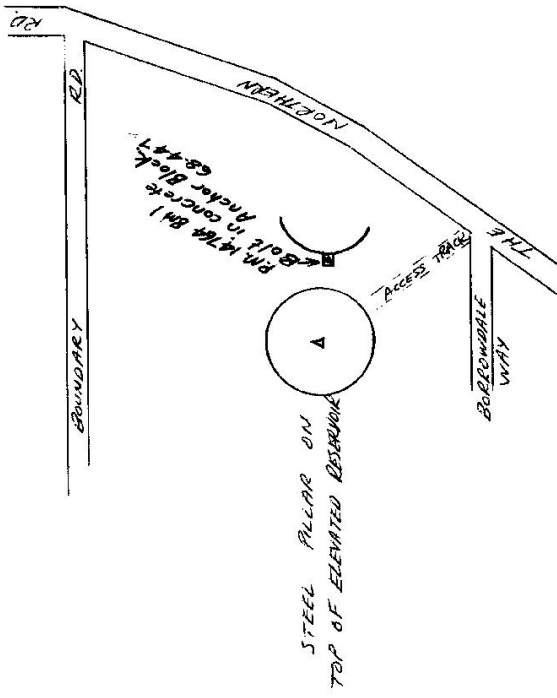 THE NORTHERN RD.
BOUNDARY RD.
P.M. 14764 BM 1
Bolt in concrete
Anchor Block
68.447
ACCESS TRACK
BORROWDALE
WAY
STEEL PILLAR ON
TOP OF ELEVATED RESERVOIR